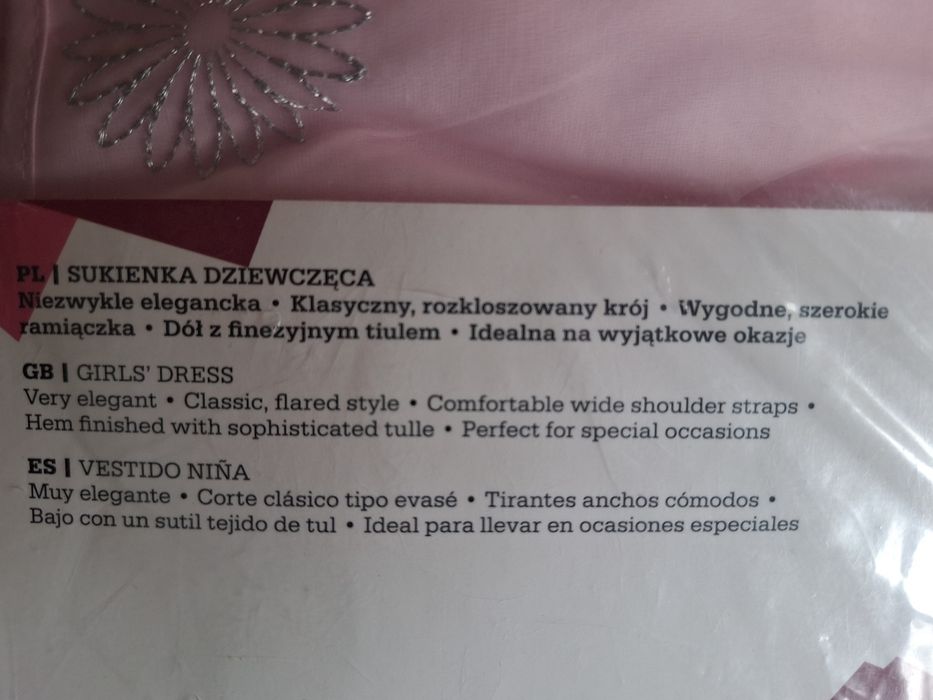 PL | SUKIENKA DZIEWCZĘCA
Niezwykle elegancka • Klasyczny, rozkloszowany krój • Wygodne, szerokie
ramiączka • Dół z finezyjnym tiulem • Idealna na wyjątkowe okazje
GB | GIRLS' DRESS
Very elegant • Classic, flared style • Comfortable wide shoulder straps •
Hem finished with sophisticated tulle • Perfect for special occasions
ES | VESTIDO NIÑA
Muy elegante • Corte clásico tipo evasé • Tirantes anchos cómodos •
Bajo con un sutil tejido de tul • Ideal para llevar en ocasiones especiales